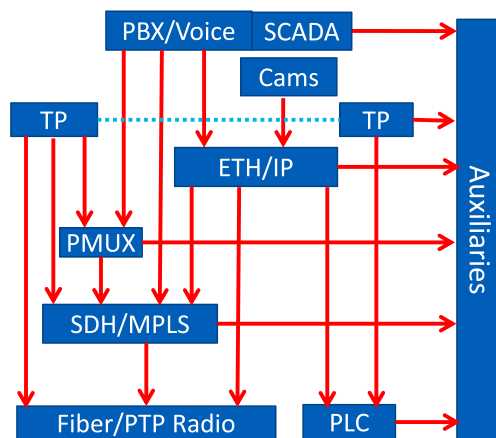 PBX/Voice
SCADA
Cams
TP
TP
ETH/IP
Auxiliaries
PMUX
SDH/MPLS
Fiber/PTP Radio
PLC